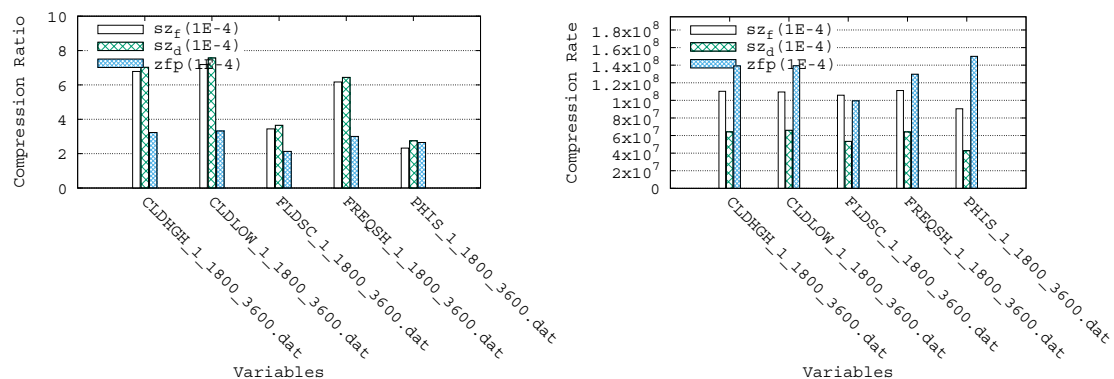 Compression Ratio
10
8
6
4
2
0
sz_f(1E-4)
sz_d(1E-4)
zfp(1E-4)
CLDHGH_1_1800_3600.dat
CLDLOW_1_1800_3600.dat
FLDSC_1_1800_3600.dat
FREQSH_1_1800_3600.dat
PHIS_1_1800_3600.dat
Variables
Compression Rate
1.8x10^8
1.6x10^8
1.4x10^8
1.2x10^8
1x10^8
8x10^7
6x10^7
4x10^7
2x10^7
0
sz_f(1E-4)
sz_d(1E-4)
zfp(1E-4)
CLDHGH_1_1800_3600.dat
CLDLOW_1_1800_3600.dat
FLDSC_1_1800_3600.dat
FREQSH_1_1800_3600.dat
PHIS_1_1800_3600.dat
Variables